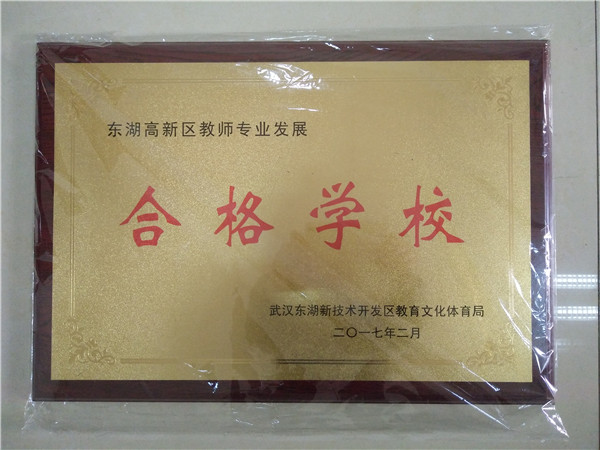 东湖高新区教师专业发展
合格学校
武汉东湖新技术开发区教育文化体育局
二〇一七年二月